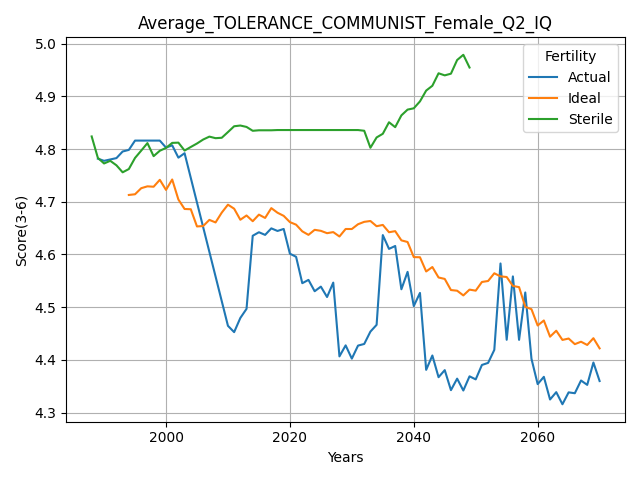 Average_TOLERANCE_COMMUNIST_Female_Q2_IQ
Fertility
Actual
Ideal
Sterile
Score(3-6)
5.0
4.9
4.8
4.7
4.6
4.5
4.4
4.3
2000 2020 2040 2060
Years